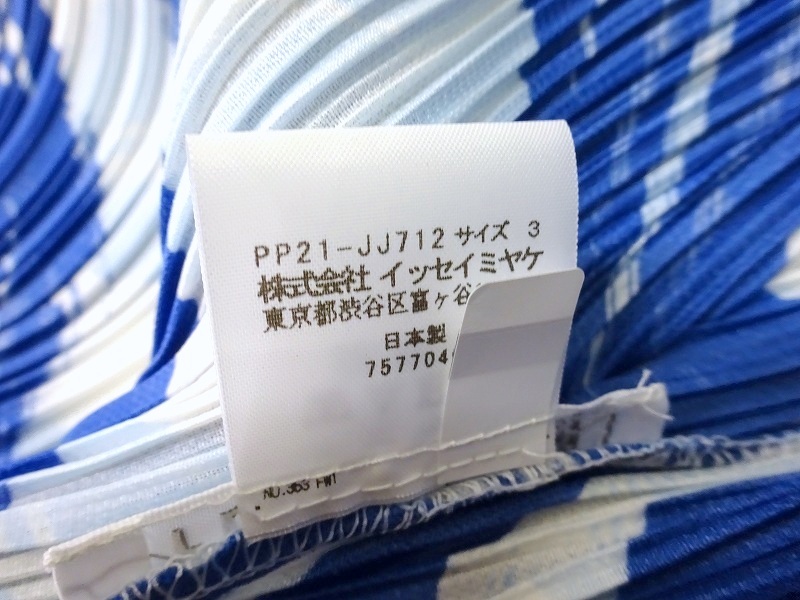 PP21-JJ712 サイズ 3
株式会社 イッセイミヤケ
東京都渋谷区富ヶ谷
日本製
757704
NO.353 FW1